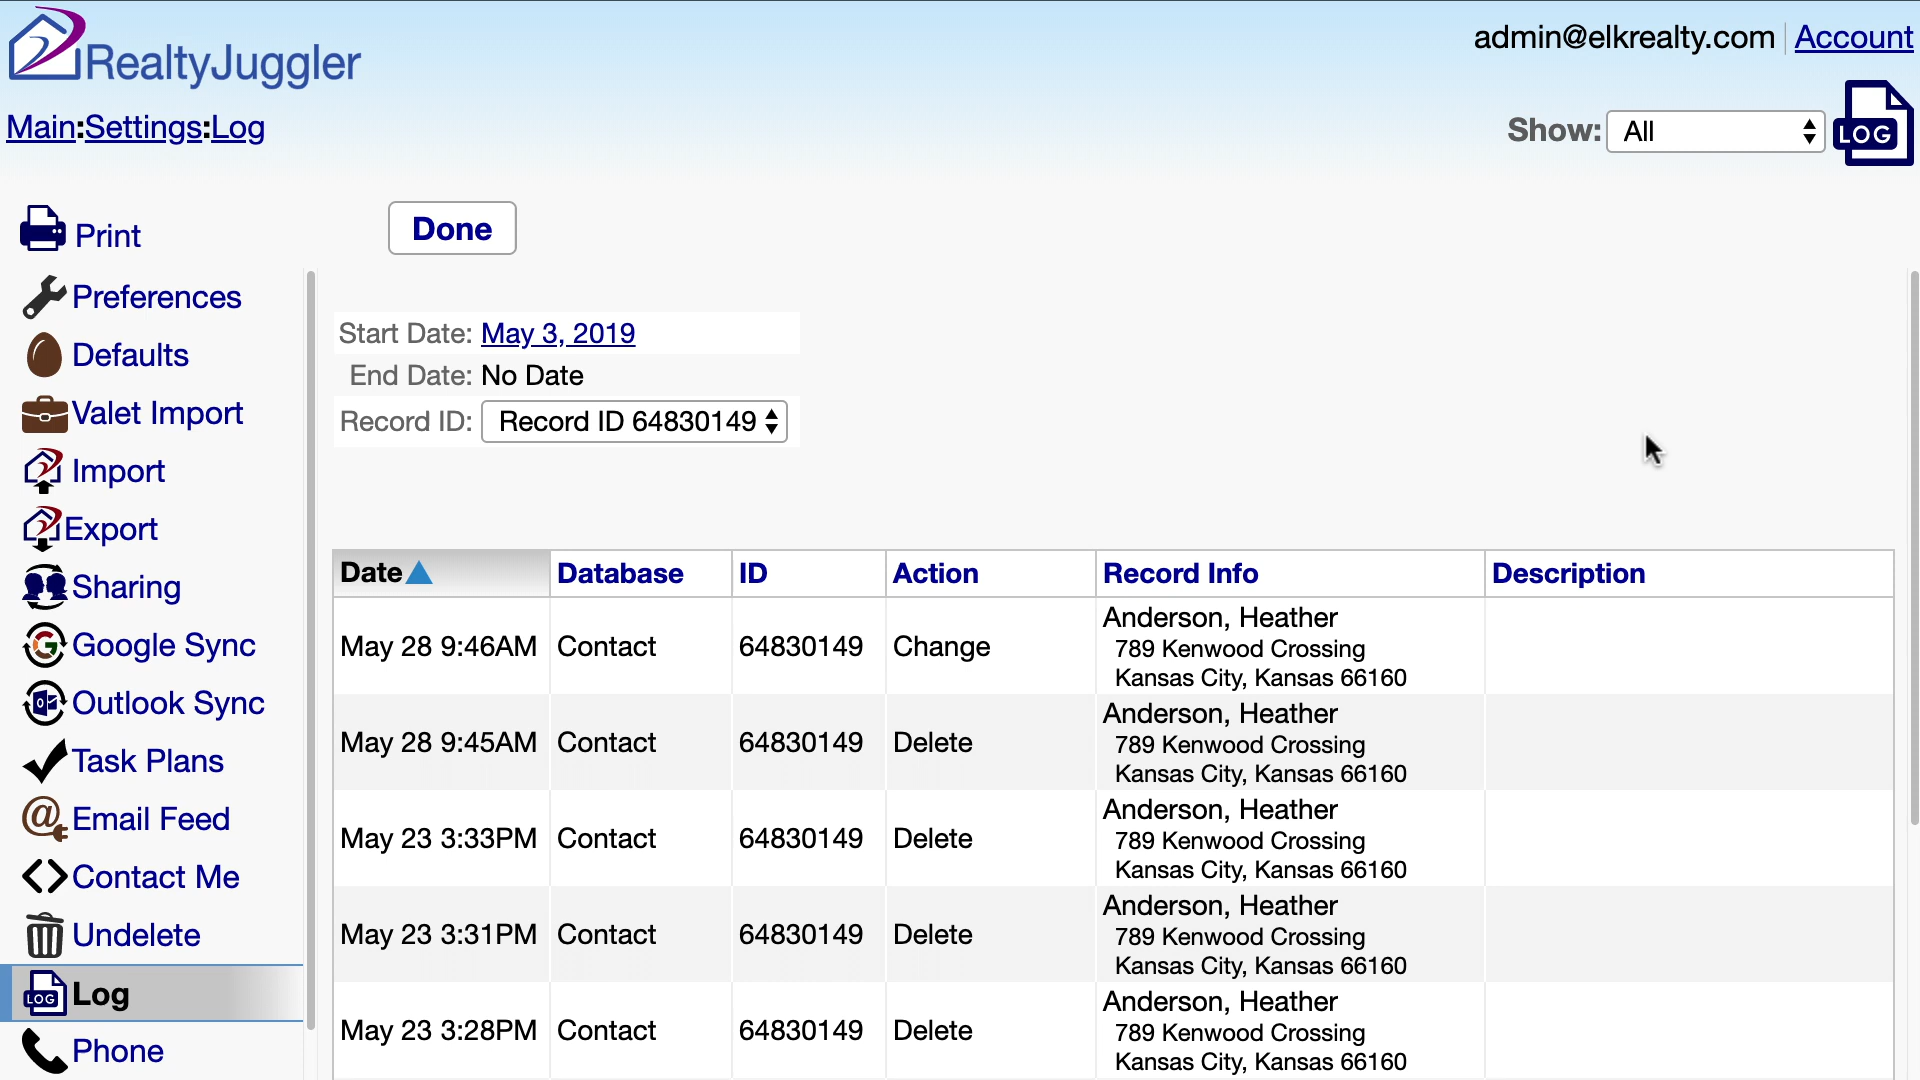 RealtyJuggler
admin@elkrealty.com Account
Main:Settings:Log
Show: All
LOG
Print
Done
Preferences
Defaults
Valet Import
Import
Export
Sharing
Google Sync
Outlook Sync
Task Plans
Email Feed
Contact Me
Undelete
LOG Log
Phone
Start Date: May 3, 2019
End Date: No Date
Record ID: Record ID 64830149
Date Database ID Action Record Info Description
May 28 9:46AM Contact 64830149 Change Anderson, Heather
789 Kenwood Crossing
Kansas City, Kansas 66160
May 28 9:45AM Contact 64830149 Delete Anderson, Heather
789 Kenwood Crossing
Kansas City, Kansas 66160
May 23 3:33PM Contact 64830149 Delete Anderson, Heather
789 Kenwood Crossing
Kansas City, Kansas 66160
May 23 3:31PM Contact 64830149 Delete Anderson, Heather
789 Kenwood Crossing
Kansas City, Kansas 66160
May 23 3:28PM Contact 64830149 Delete Anderson, Heather
789 Kenwood Crossing
Kansas City, Kansas 66160